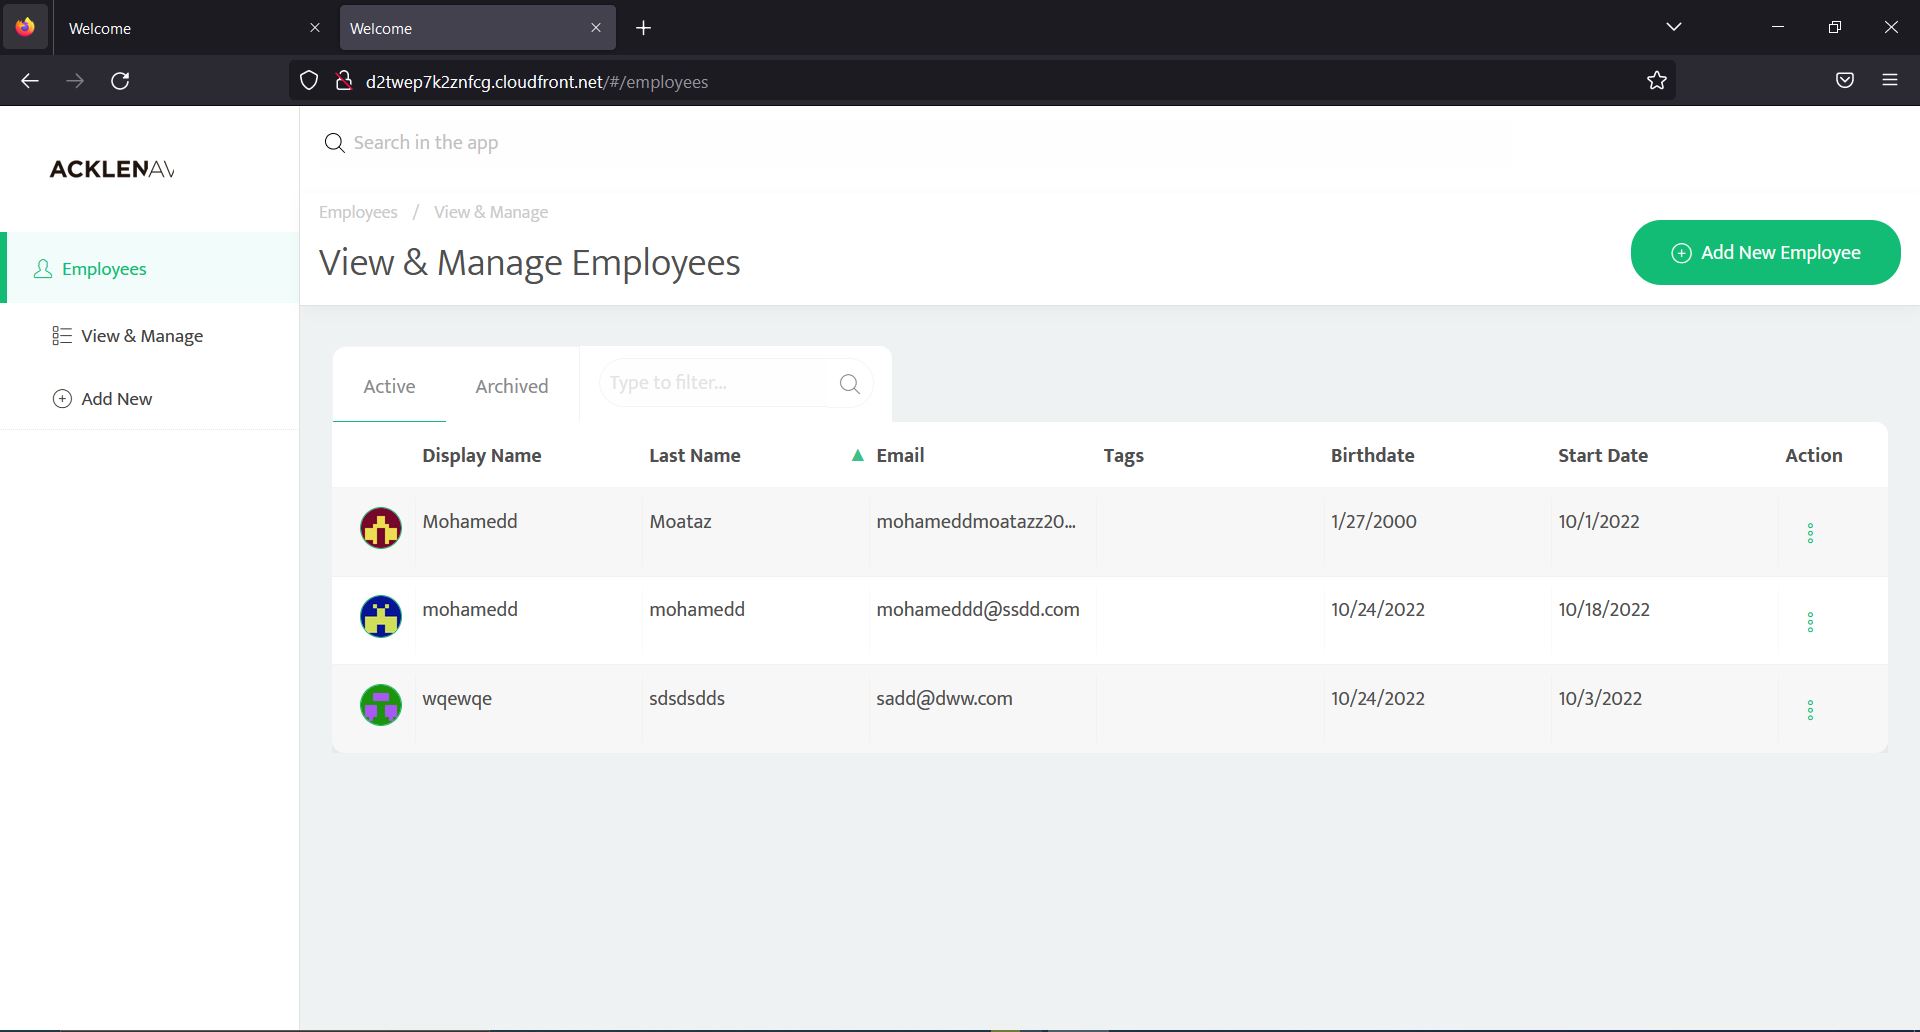 Welcome
Welcome
d2twep7k2znfcg.cloudfront.net/#/employees
ACKLENAV
Search in the app
Employees / View & Manage
View & Manage Employees
Add New Employee
Employees
View & Manage
Add New
Active Archived Type to filter...
Display Name Last Name Email Tags Birthdate Start Date Action
Mohamedd Moataz mohameddmoatazz20... 1/27/2000 10/1/2022
mohamedd mohamedd mohameddd@ssdd.com 10/24/2022 10/18/2022
wqewqe sdsdsdds sadd@dww.com 10/24/2022 10/3/2022